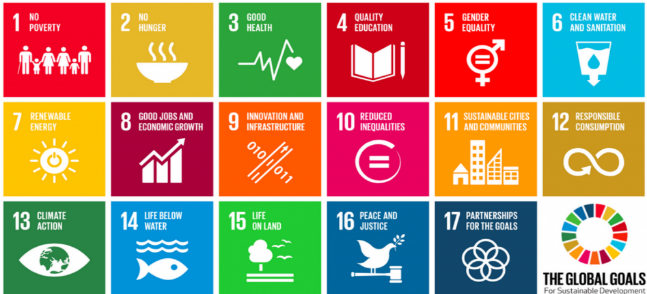 1 NO
POVERTY
2 NO
HUNGER
3 GOOD
HEALTH
4 QUALITY
EDUCATION
5 GENDER
EQUALITY
6 CLEAN WATER
AND SANITATION
7 RENEWABLE
ENERGY
8 GOOD JOBS AND
ECONOMIC GROWTH
9 INNOVATION AND
INFRASTRUCTURE
010
011
10 REDUCED
INEQUALITIES
11 SUSTAINABLE CITIES
AND COMMUNITIES
12 RESPONSIBLE
CONSUMPTION
13 CLIMATE
ACTION
14 LIFE BELOW
WATER
15 LIFE
ON LAND
16 PEACE AND
JUSTICE
17 PARTNERSHIPS
FOR THE GOALS
THE GLOBAL GOALS
For Sustainable Development